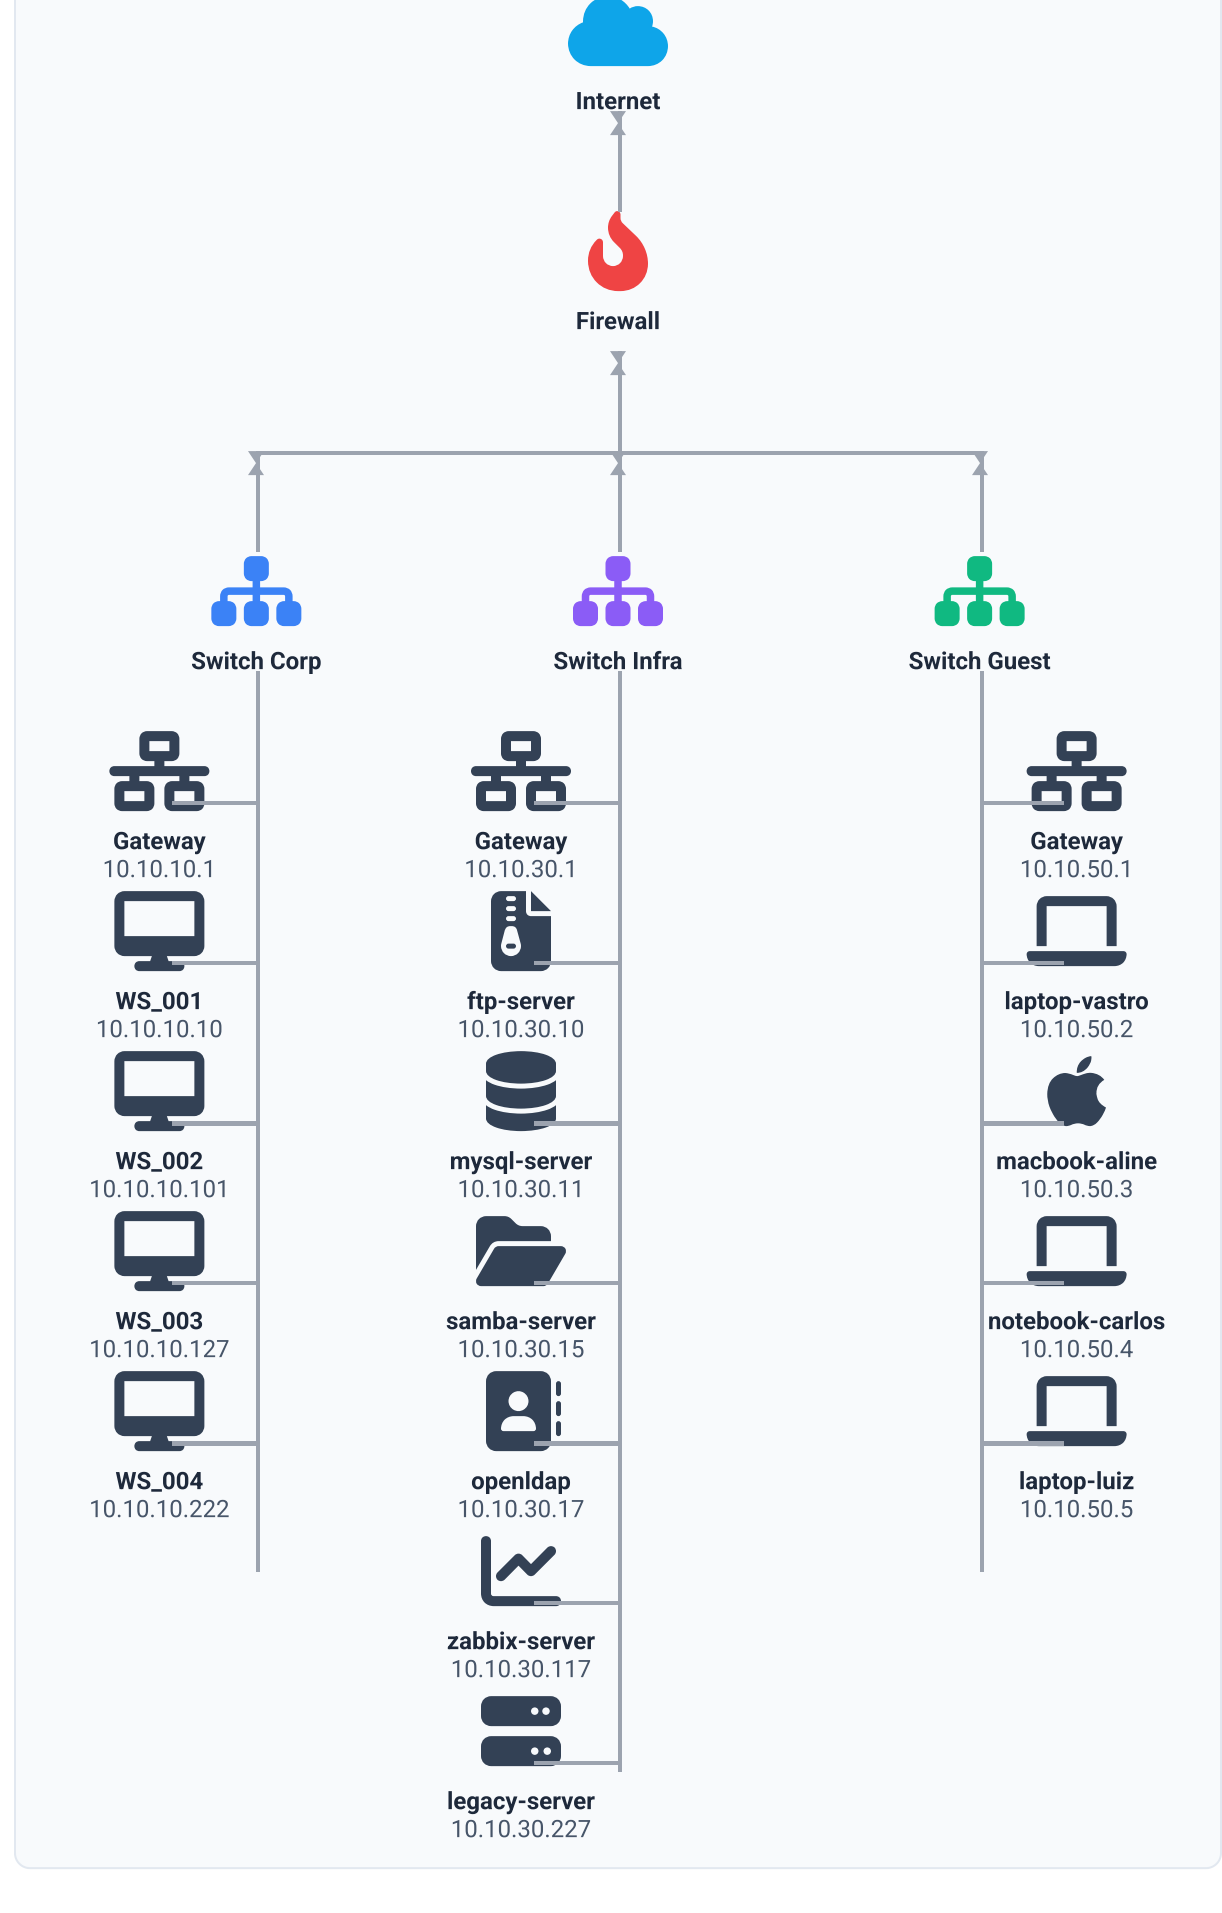 Internet
Firewall
Switch Corp
Switch Infra
Switch Guest
Gateway
10.10.10.1
WS_001
10.10.10.10
WS_002
10.10.10.101
WS_003
10.10.10.127
WS_004
10.10.10.222
Gateway
10.10.30.1
ftp-server
10.10.30.10
mysql-server
10.10.30.11
samba-server
10.10.30.15
openldap
10.10.30.17
zabbix-server
10.10.30.117
legacy-server
10.10.30.227
Gateway
10.10.50.1
laptop-vastro
10.10.50.2
macbook-aline
10.10.50.3
notebook-carlos
10.10.50.4
laptop-luiz
10.10.50.5